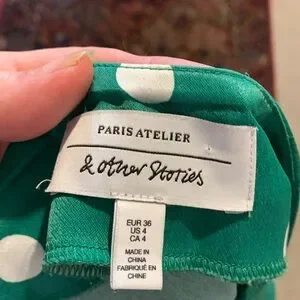 PARIS ATELIER
& other Stories
EUR 36
US 4
CA 4
MADE IN
CHINA
FABRIQUÉ EN
CHINE